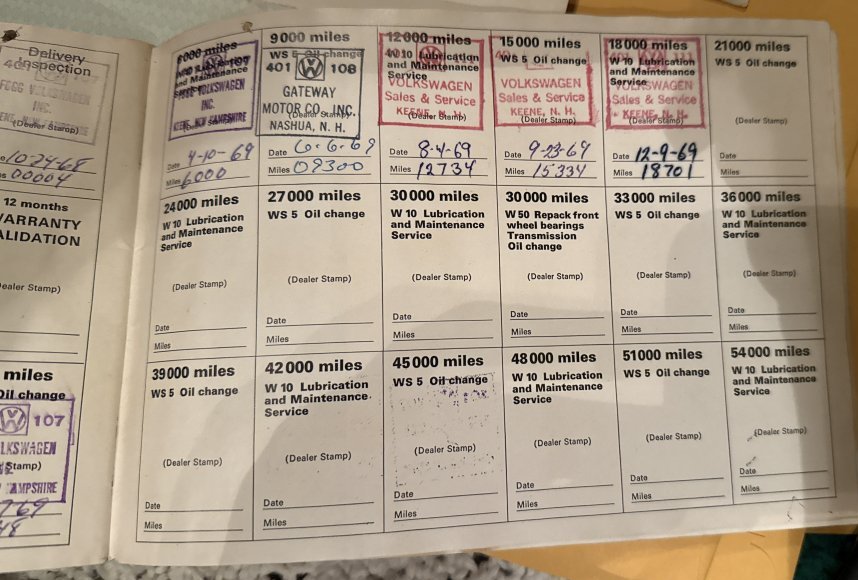 Delivery
Inspection
VOLKSWAGEN
INC.
(Dealer Stamp)
10-24-68
00004
12 months
WARRANTY
VALIDATION
(Dealer Stamp)
miles
Oil change
107
VOLKSWAGEN
(Dealer Stamp)
HAMPSHIRE
6000 miles
W 10 Lubrication
and Maintenance
Service
VOLKSWAGEN
INC.
(Dealer Stamp)
KEENE, NEW HAMPSHIRE
Date 4-10-69
Miles 6000
9000 miles
WS 5 Oil change
401 108
GATEWAY
MOTOR CO., INC.
(Dealer Stamp)
NASHUA, N. H.
Date 6.6.69
Miles 09300
12000 miles
W 10 Lubrication
and Maintenance
Service
VOLKSWAGEN
Sales & Service
KEENE, N. H.
(Dealer Stamp)
Date 8-4-69
Miles 12734
15000 miles
WS 5 Oil change
VOLKSWAGEN
Sales & Service
KEENE, N. H.
(Dealer Stamp)
Date 9-23-69
Miles 15334
18000 miles
W 10 Lubrication
and Maintenance
Service
VOLKSWAGEN
Sales & Service
KEENE, N. H.
(Dealer Stamp)
Date 12-9-69
Miles 18701
21000 miles
WS 5 Oil change
(Dealer Stamp)
Date
Miles
24000 miles
W 10 Lubrication
and Maintenance
Service
(Dealer Stamp)
Date
Miles
27000 miles
WS 5 Oil change
(Dealer Stamp)
Date
Miles
30000 miles
W 10 Lubrication
and Maintenance
Service
(Dealer Stamp)
Date
Miles
30000 miles
W 50 Repack front
wheel bearings
Transmission
Oil change
(Dealer Stamp)
Date
Miles
33000 miles
WS 5 Oil change
(Dealer Stamp)
Date
Miles
36000 miles
W 10 Lubrication
and Maintenance
Service
(Dealer Stamp)
Date
Miles
39000 miles
WS 5 Oil change
(Dealer Stamp)
Date
Miles
42000 miles
W 10 Lubrication
and Maintenance
Service
(Dealer Stamp)
Date
Miles
45000 miles
WS 5 Oil change
(Dealer Stamp)
Date
Miles
48000 miles
W 10 Lubrication
and Maintenance
Service
(Dealer Stamp)
Date
Miles
51000 miles
WS 5 Oil change
(Dealer Stamp)
Date
Miles
54000 miles
W 10 Lubrication
and Maintenance
Service
(Dealer Stamp)
Date
Miles